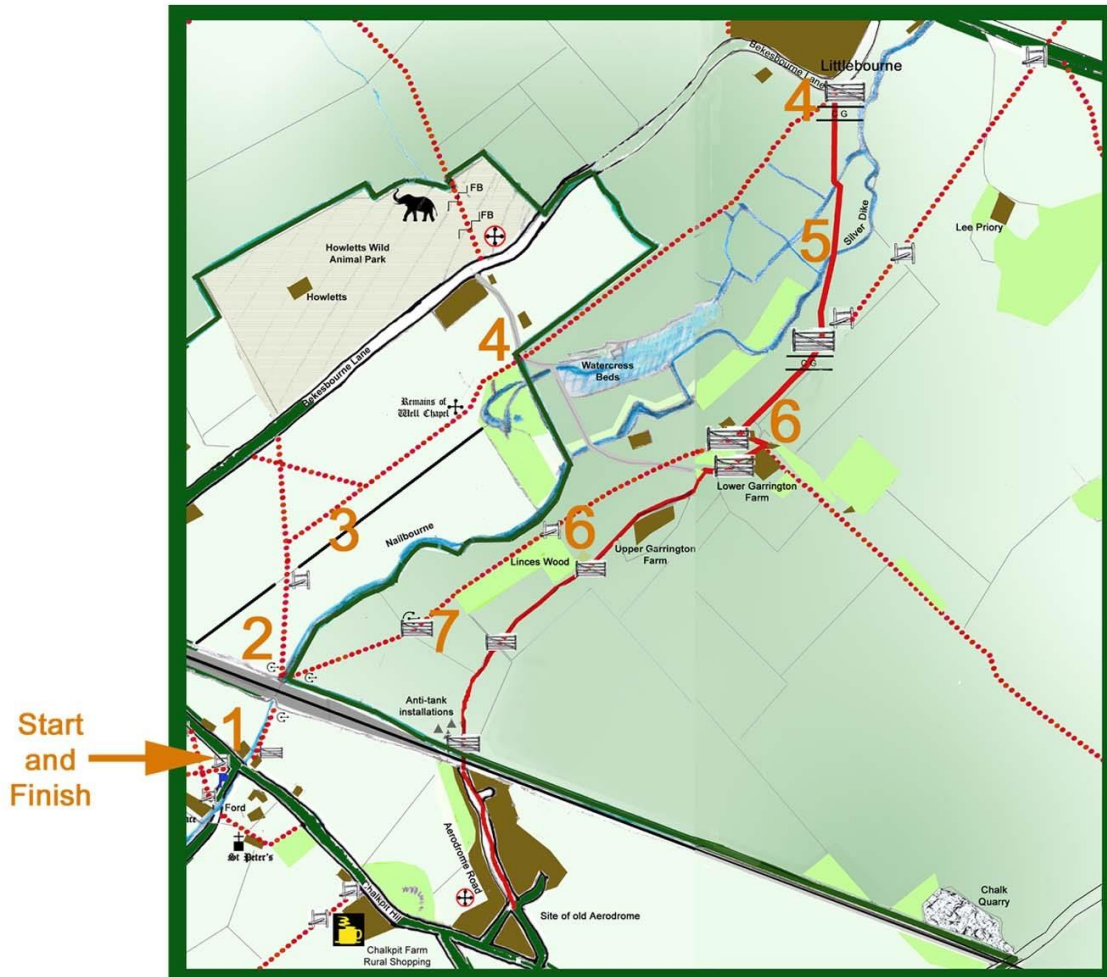 Bekesbourne Lane
Littlebourne
4
C G
FB
FB
Howletts Wild
Animal Park
Howletts
Lee Priory
5
Silver Dike
4
Bekesbourne Lane
Watercress
Beds
Remains of
Well Chapel
C G
6
Lower Garrington
Farm
3
Nailbourne
6
Upper Garrington
Farm
Linces Wood
2
7
Anti-tank
installations
Start
and
Finish
1
Ford
St Peter's
Aerodrome Road
Chalkpit Hill
Site of old Aerodrome
Chalk
Quarry
Chalkpit Farm
Rural Shopping